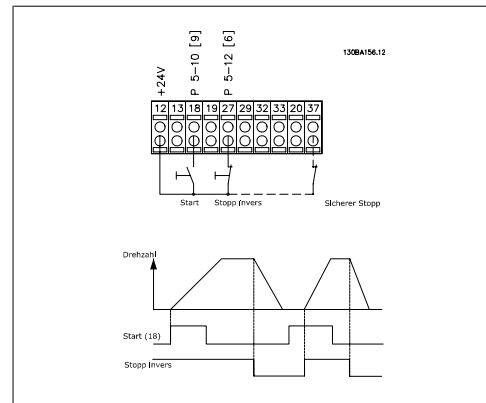 130BA156.12
+24V
P 5-10 [9]
P 5-12 [6]
12 13 18 19 27 29 32 33 20 37
Start Stopp Invers Sicherer Stopp
Drehzahl
Start (18)
Stopp Invers